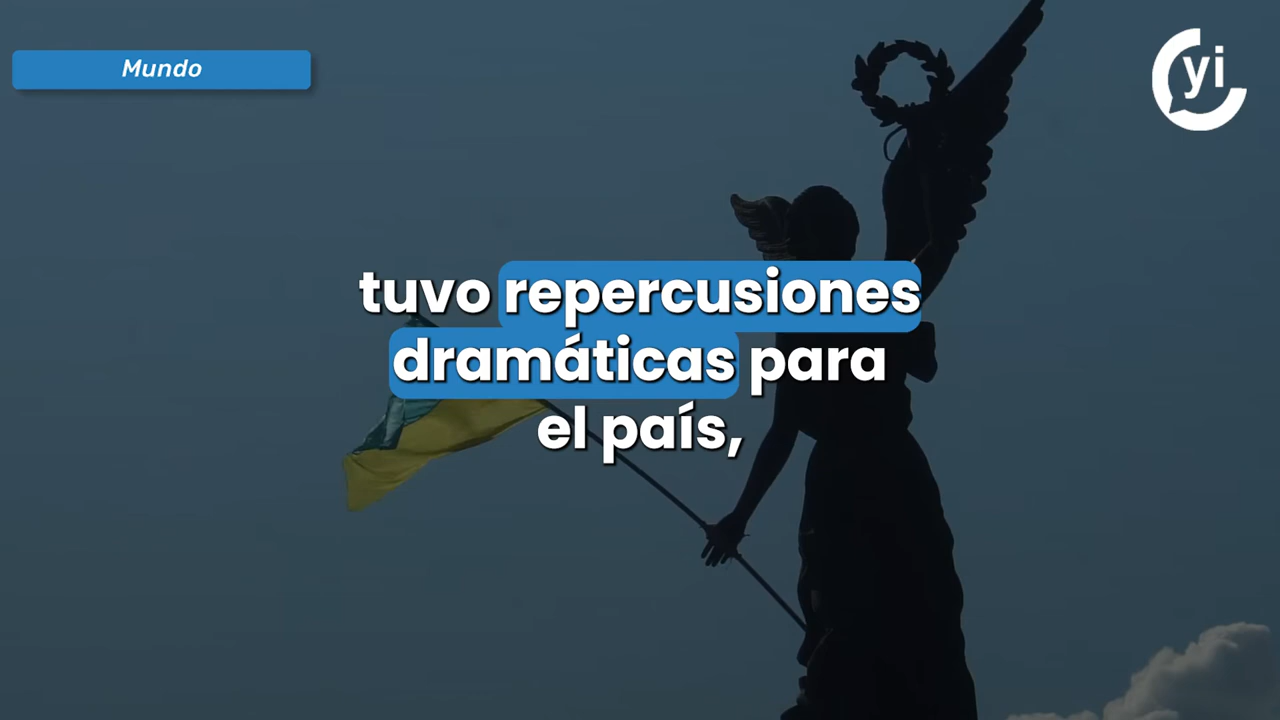 Mundo
yi
tuvo repercusiones
dramáticas para
el país,